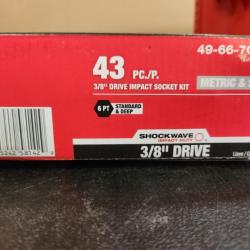 43 PC./P.
49-66-70
3/8" DRIVE IMPACT SOCKET KIT
METRIC &
6 PT STANDARD
& DEEP
SHOCKWAVE
IMPACT DUTY
3/8" DRIVE